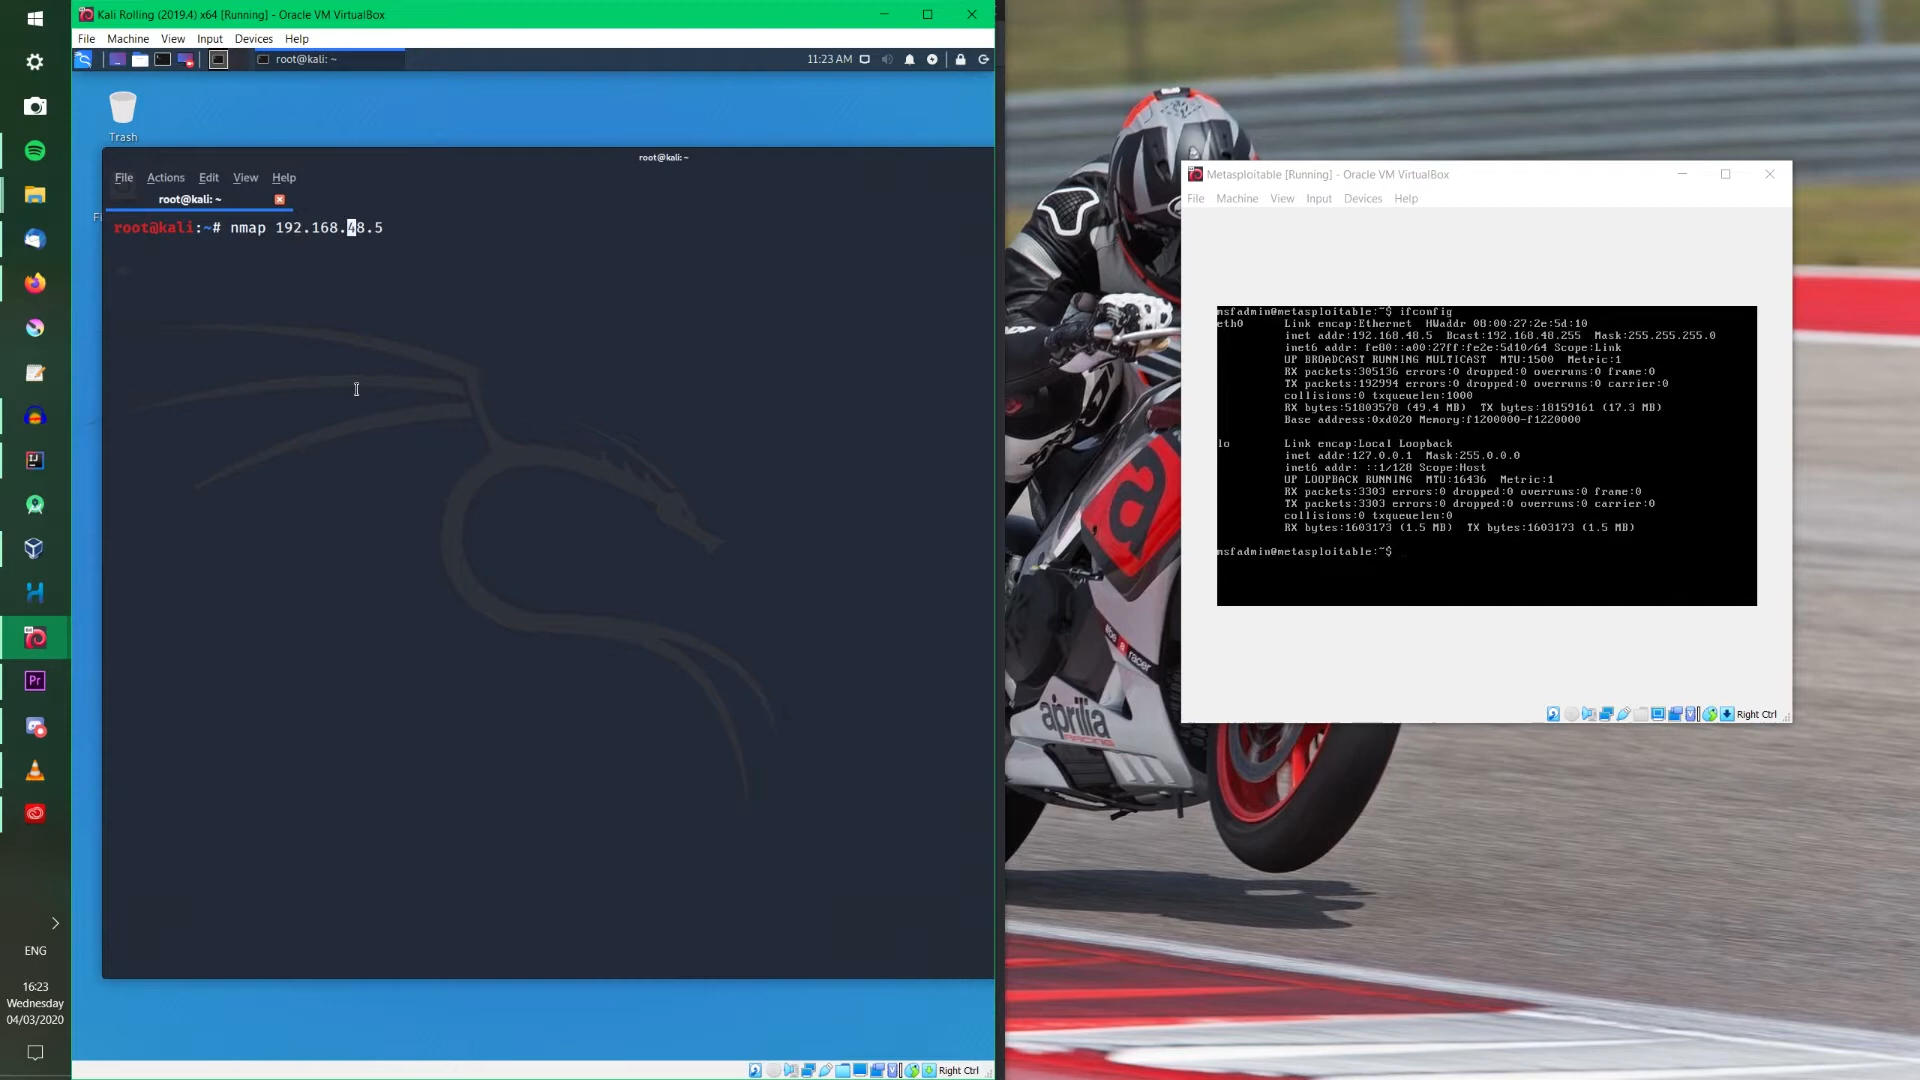 Kali Rolling (2019.4) x64 [Running] - Oracle VM VirtualBox
File Machine View Input Devices Help
root@kali: ~
11:23 AM
Trash
root@kali: ~
File Actions Edit View Help
root@kali: ~
root@kali:~# nmap 192.168.48.5
Right Ctrl
Metasploitable [Running] - Oracle VM VirtualBox
File Machine View Input Devices Help
msfadmin@metasploitable:~$ ifconfig
eth0 Link encap:Ethernet HWaddr 08:00:27:2e:5d:10
inet addr:192.168.48.5 Bcast:192.168.48.255 Mask:255.255.255.0
inet6 addr: fe80::a00:27ff:fe2e:5d10/64 Scope:Link
UP BROADCAST RUNNING MULTICAST MTU:1500 Metric:1
RX packets:305136 errors:0 dropped:0 overruns:0 frame:0
TX packets:192994 errors:0 dropped:0 overruns:0 carrier:0
collisions:0 txqueuelen:1000
RX bytes:51803578 (49.4 MB) TX bytes:18159161 (17.3 MB)
Base address:0xd020 Memory:f1200000-f1220000
lo Link encap:Local Loopback
inet addr:127.0.0.1 Mask:255.0.0.0
inet6 addr: ::1/128 Scope:Host
UP LOOPBACK RUNNING MTU:16436 Metric:1
RX packets:3303 errors:0 dropped:0 overruns:0 frame:0
TX packets:3303 errors:0 dropped:0 overruns:0 carrier:0
collisions:0 txqueuelen:0
RX bytes:1603173 (1.5 MB) TX bytes:1603173 (1.5 MB)
msfadmin@metasploitable:~$
Right Ctrl
be a racer
aprilia
RACING
Pr
ENG
16:23
Wednesday
04/03/2020